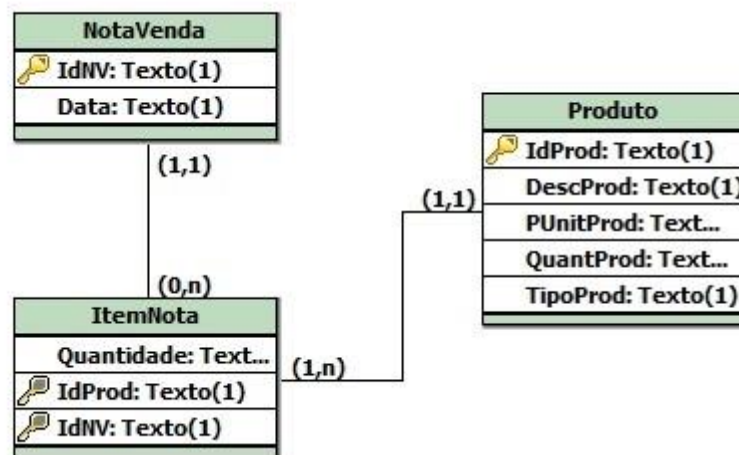 NotaVenda
IdNV: Texto(1)
Data: Texto(1)
(1,1)
(0,n)
ItemNota
Quantidade: Text...
IdProd: Texto(1)
IdNV: Texto(1)
(1,n)
(1,1)
Produto
IdProd: Texto(1)
DescProd: Texto(1)
PUnitProd: Text...
QuantProd: Text...
TipoProd: Texto(1)